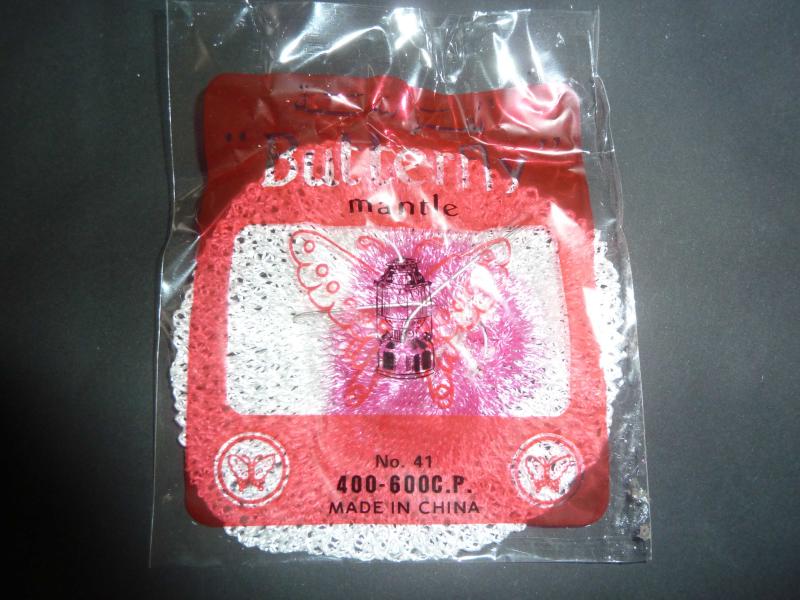 "Butterfly"
mantle
No. 41
400-600C.P.
MADE IN CHINA